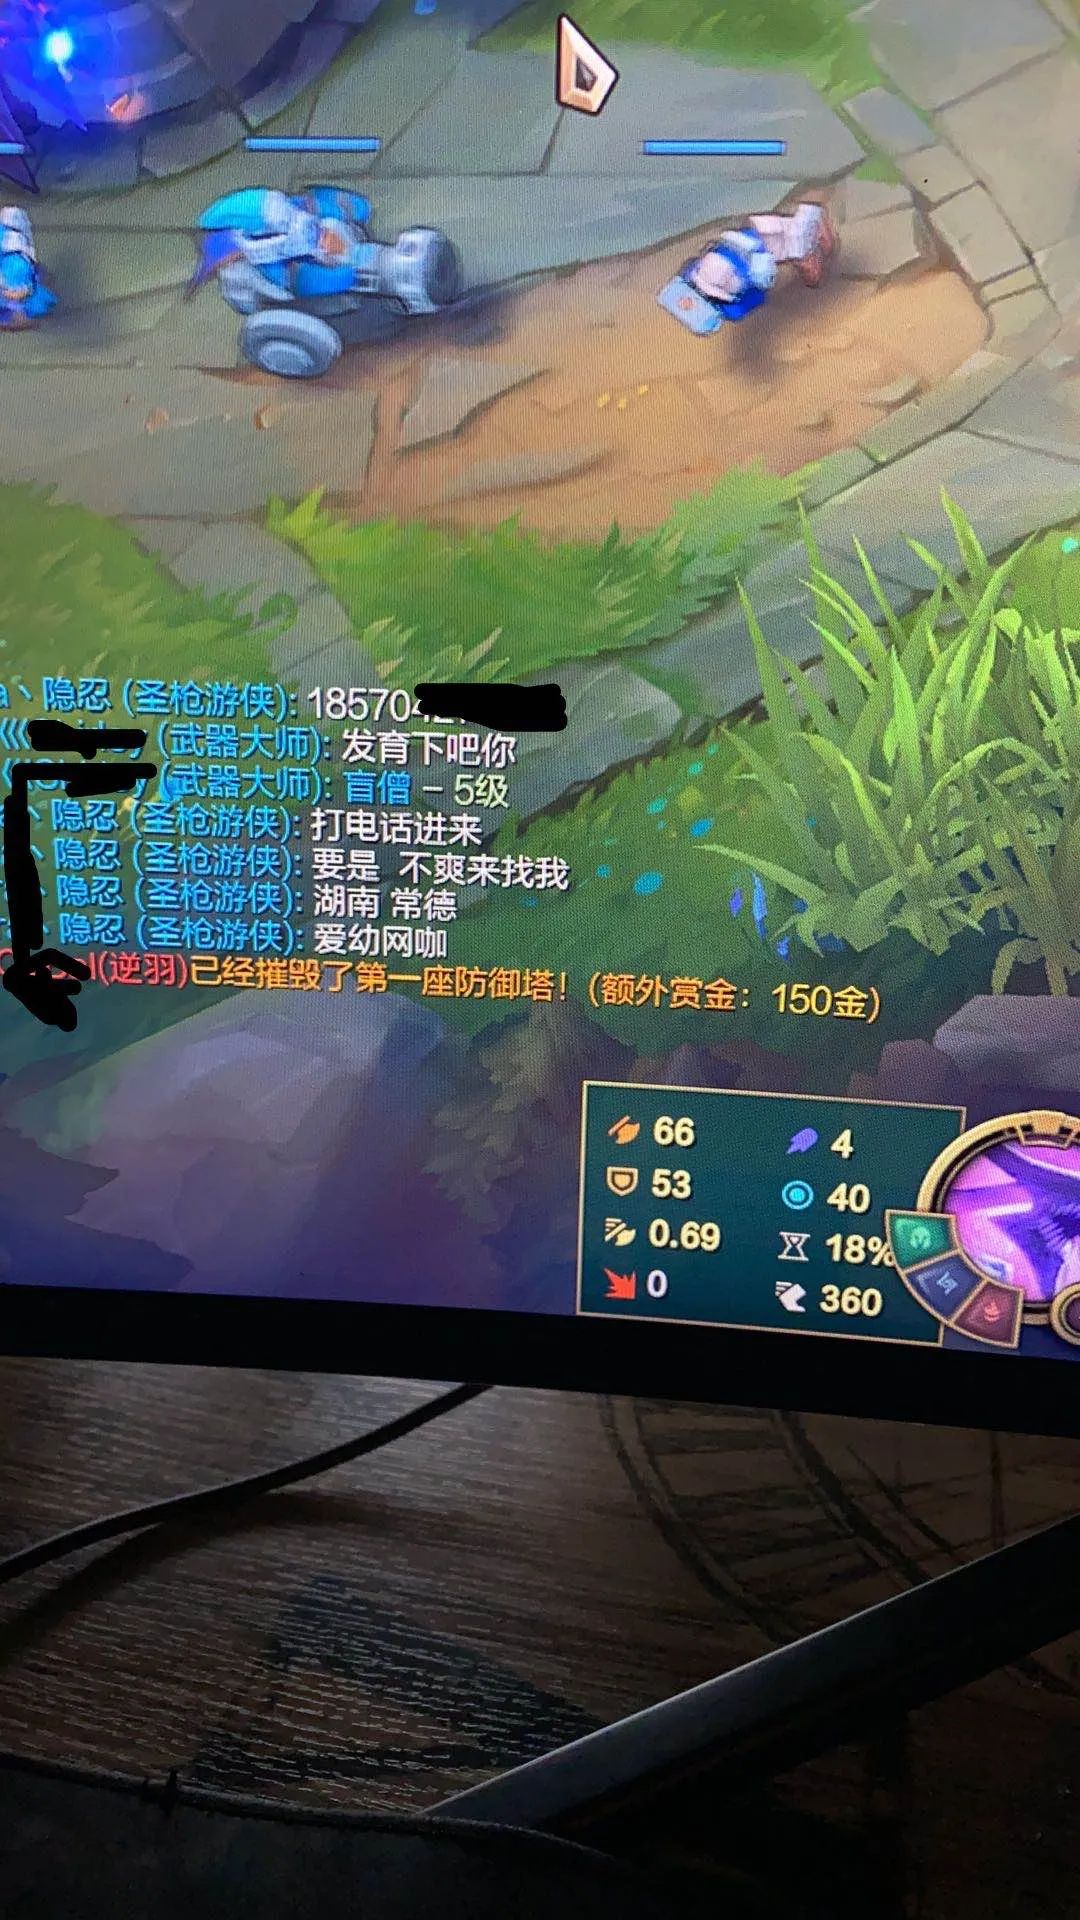 a丶隐忍 (圣枪游侠): 18570
(武器大师): 发育下吧你
(武器大师): 盲僧 - 5级
丶隐忍 (圣枪游侠): 打电话进来
丶隐忍 (圣枪游侠): 要是 不爽来找我
隐忍 (圣枪游侠): 湖南 常德
隐忍 (圣枪游侠): 爱幼网咖
(逆羽)已经摧毁了第一座防御塔! (额外赏金: 150金)
66 4
53 40
0.69 18%
0 360